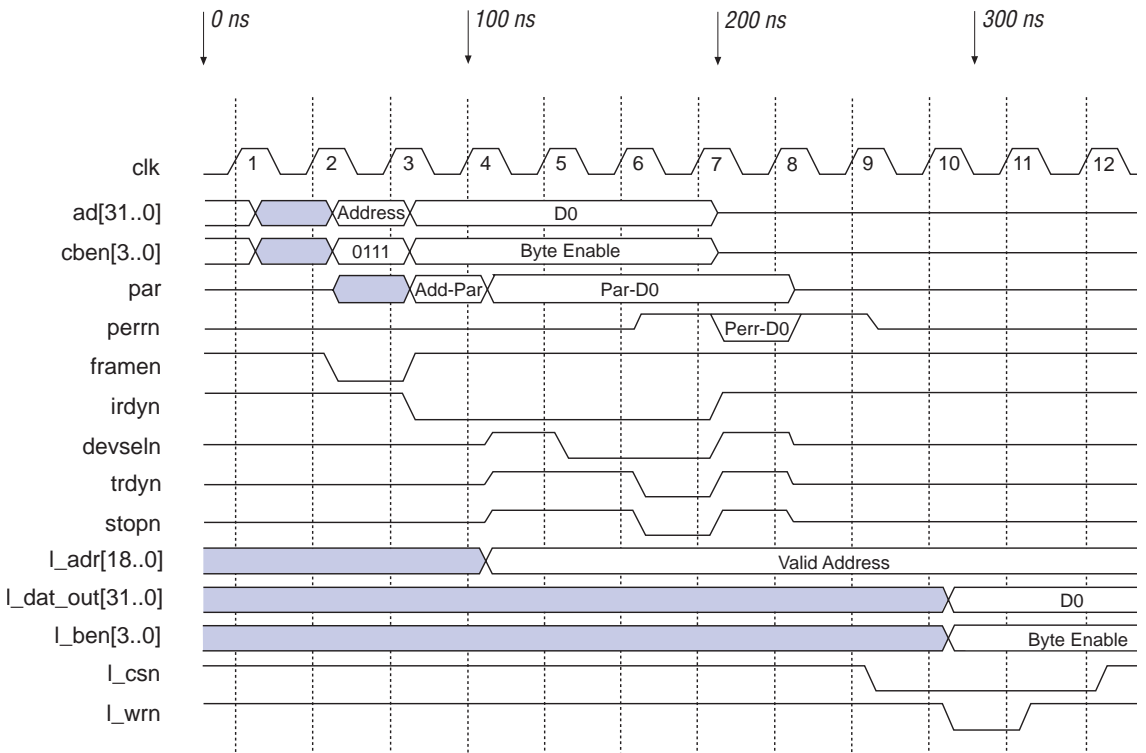 0 ns 100 ns 200 ns 300 ns
clk 1 2 3 4 5 6 7 8 9 10 11 12
ad[31..0] Address D0
cben[3..0] 0111 Byte Enable
par Add-Par Par-D0
perrn Perr-D0
framen
irdyn
devseln
trdyn
stopn
l_adr[18..0] Valid Address
l_dat_out[31..0] D0
l_ben[3..0] Byte Enable
l_csn
l_wrn